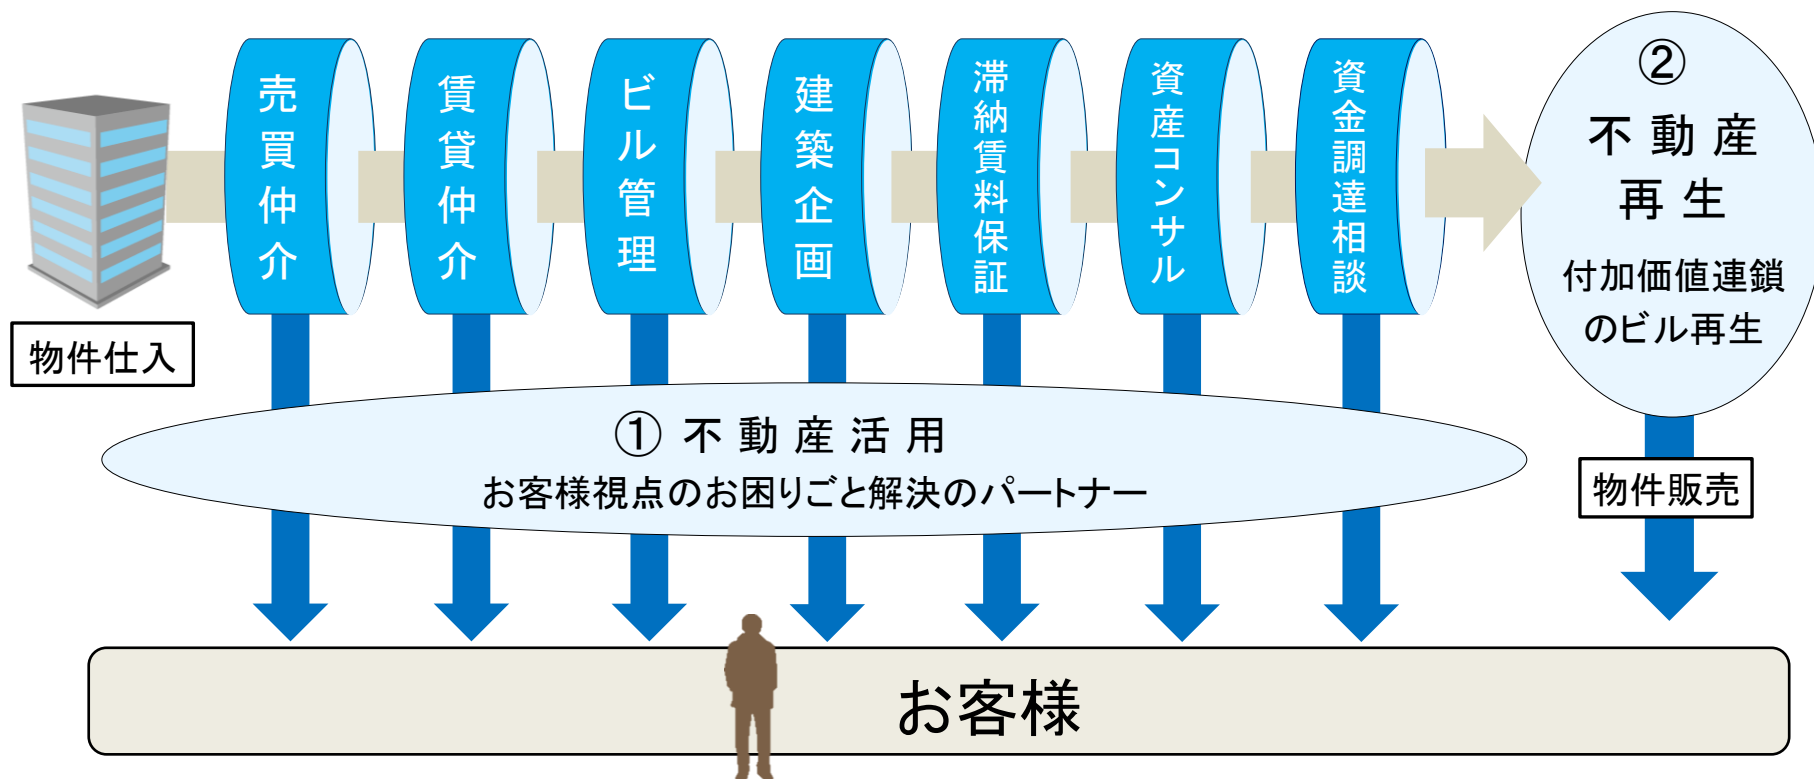 物件仕入
売買仲介
賃貸仲介
ビル管理
建築企画
滞納賃料保証
資産コンサル
資金調達相談
②
不動産
再生
付加価値連鎖
のビル再生
① 不動産活用
お客様視点のお困りごと解決のパートナー
物件販売
お客様